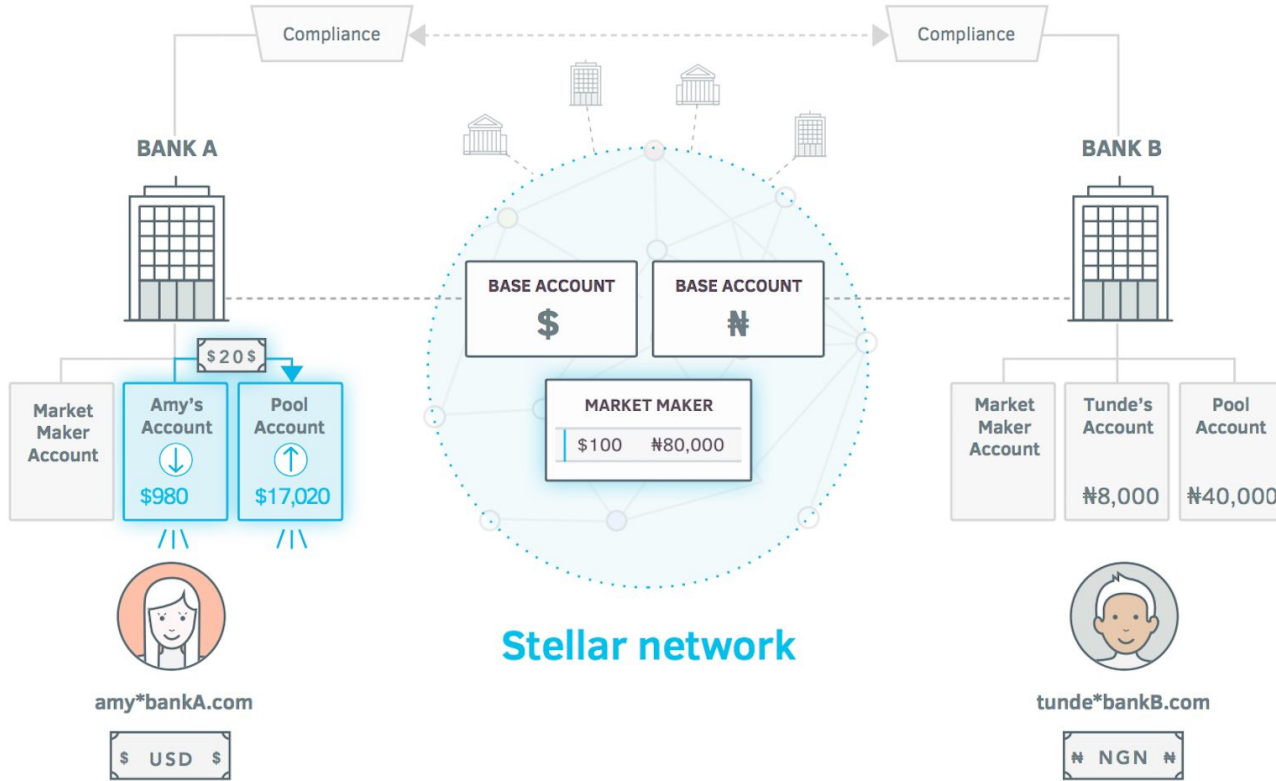 Compliance
Compliance
BANK A
BANK B
BASE ACCOUNT
$
BASE ACCOUNT
₦
$20$
Market
Maker
Account
Amy's
Account
$980
Pool
Account
$17,020
MARKET MAKER
$100 ₦80,000
Market
Maker
Account
Tunde's
Account
₦8,000
Pool
Account
₦40,000
Stellar network
amy*bankA.com
tunde*bankB.com
$ USD $
₦ NGN ₦